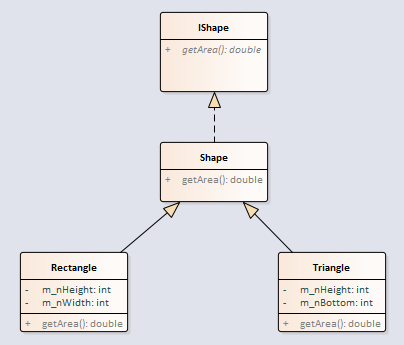 IShape
+ getArea(): double
Shape
+ getArea(): double
Rectangle
- m_nHeight: int
- m_nWidth: int
+ getArea(): double
Triangle
- m_nHeight: int
- m_nBottom: int
+ getArea(): double